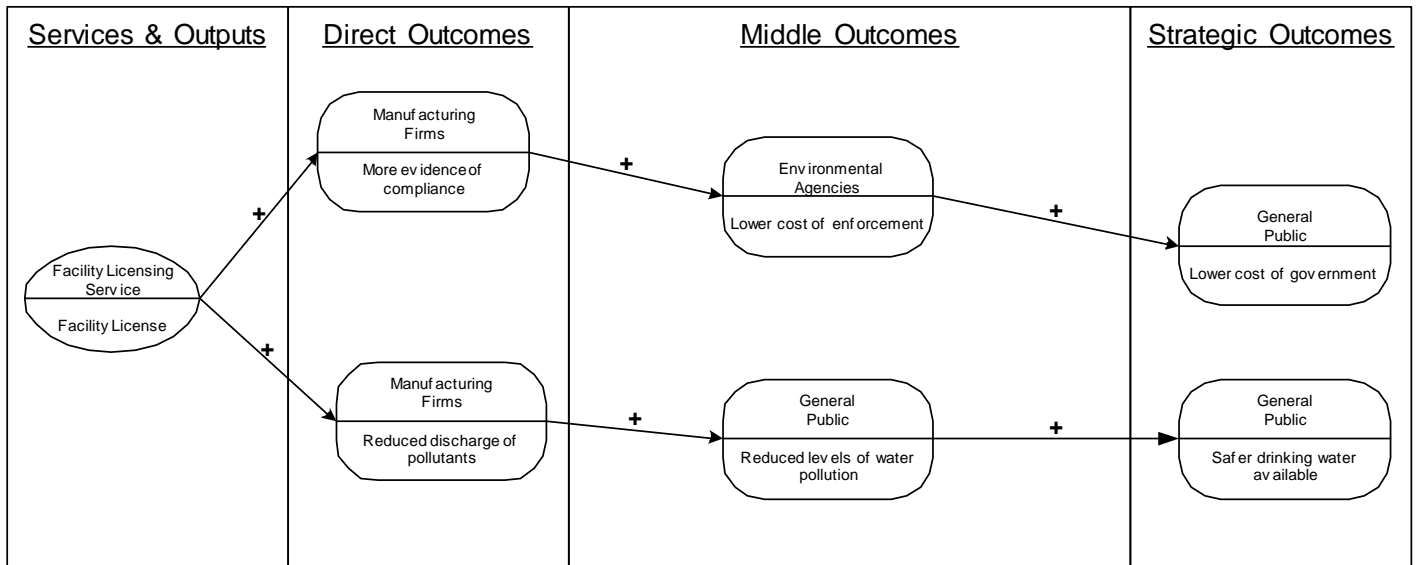 Services & Outputs
Direct Outcomes
Middle Outcomes
Strategic Outcomes
Facility Licensing
Service
Facility License
+
+
Manufacturing
Firms
More evidence of
compliance
+
Environmental
Agencies
Lower cost of enforcement
+
General
Public
Lower cost of government
Manufacturing
Firms
Reduced discharge of
pollutants
+
General
Public
Reduced levels of water
pollution
+
General
Public
Safer drinking water
available